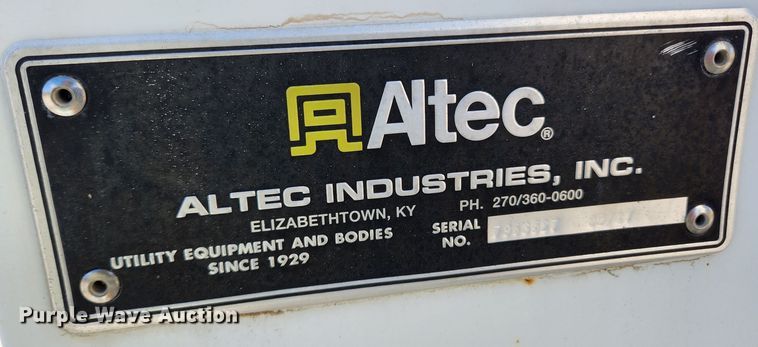 Altec®
ALTEC INDUSTRIES, INC.
ELIZABETHTOWN, KY PH. 270/360-0600
UTILITY EQUIPMENT AND BODIES SERIAL
SINCE 1929 NO.
Purple Wave Auction